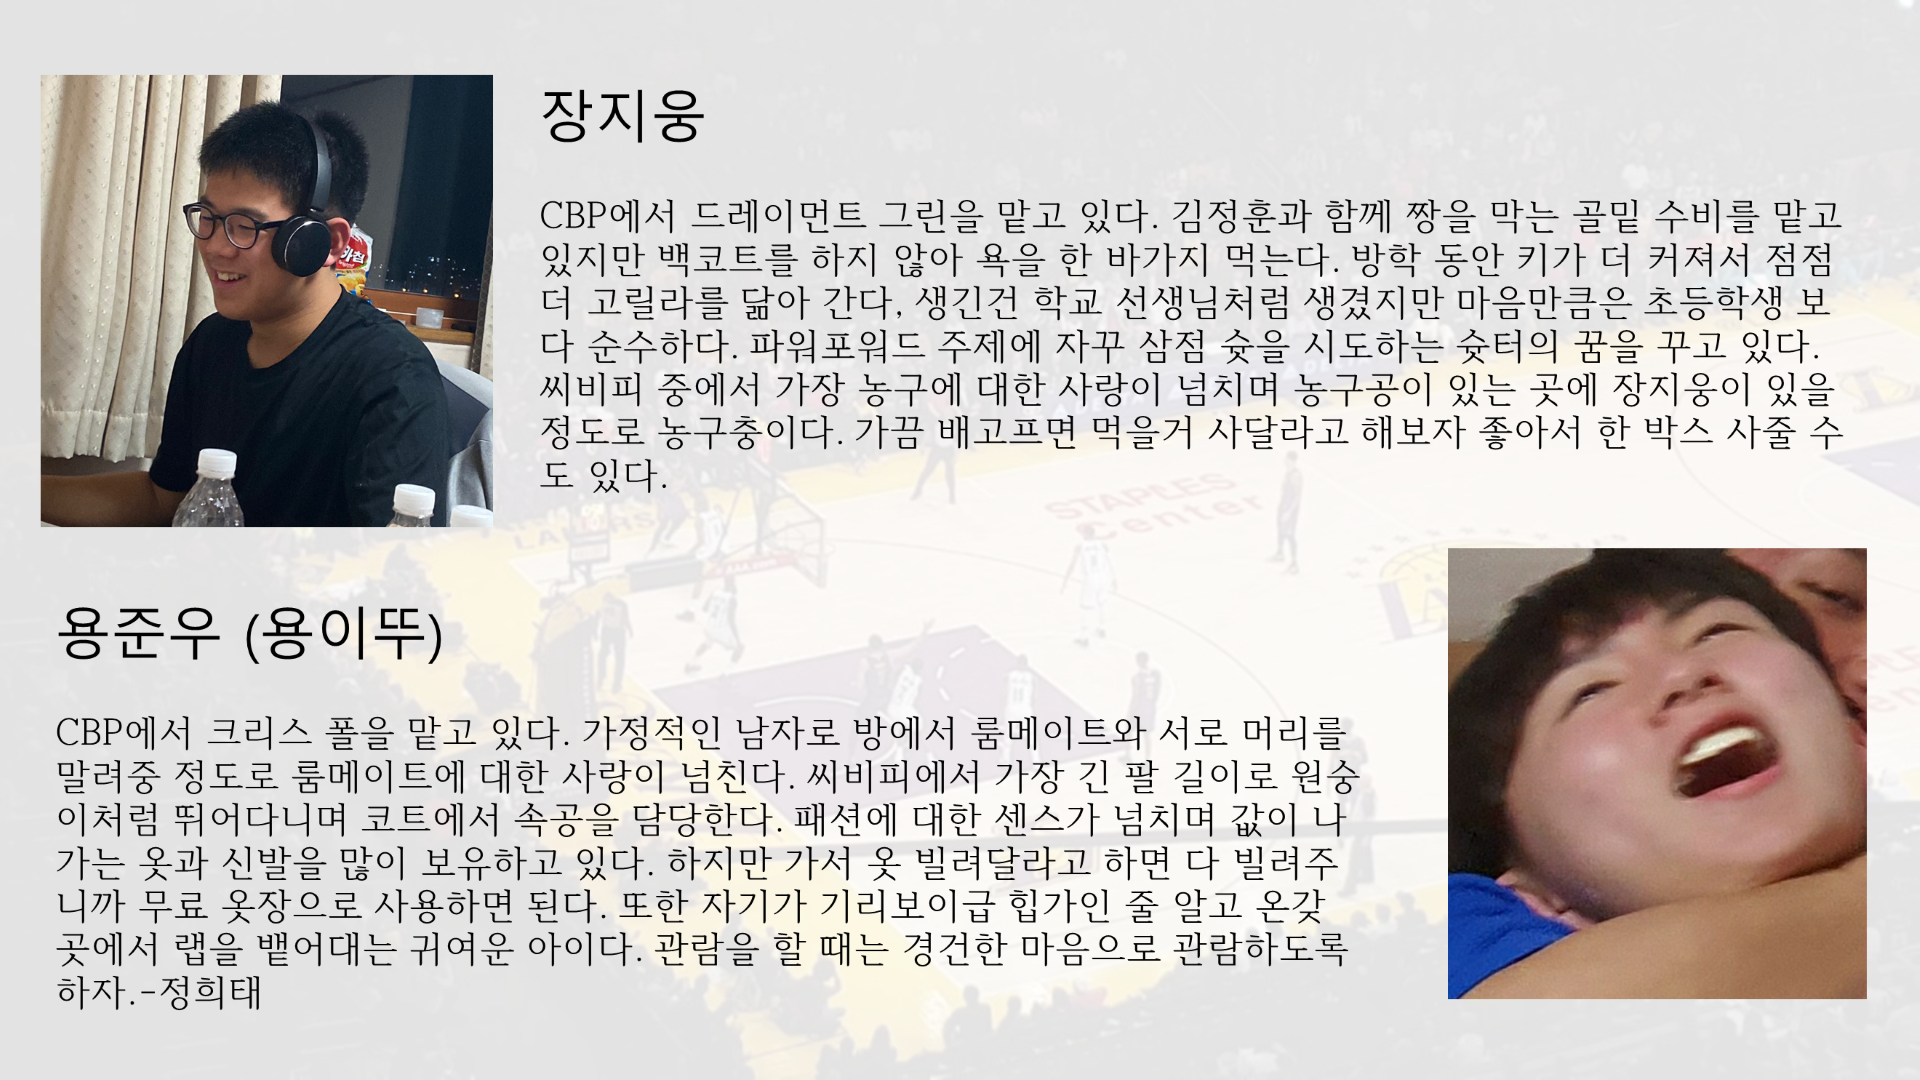 장지웅
CBP에서 드레이먼트 그린을 맡고 있다. 김정훈과 함께 짱을 막는 골밑 수비를 맡고
있지만 백코트를 하지 않아 욕을 한 바가지 먹는다. 방학 동안 키가 더 커져서 점점
더 고릴라를 닮아 간다, 생긴건 학교 선생님처럼 생겼지만 마음만큼은 초등학생 보
다 순수하다. 파워포워드 주제에 자꾸 삼점 슛을 시도하는 슛터의 꿈을 꾸고 있다.
씨비피 중에서 가장 농구에 대한 사랑이 넘치며 농구공이 있는 곳에 장지웅이 있을
정도로 농구충이다. 가끔 배고프면 먹을거 사달라고 해보자 좋아서 한 박스 사줄 수
도 있다.
STAPLES
Center
용준우 (용이뚜)
CBP에서 크리스 폴을 맡고 있다. 가정적인 남자로 방에서 룸메이트와 서로 머리를
말려중 정도로 룸메이트에 대한 사랑이 넘친다. 씨비피에서 가장 긴 팔 길이로 원숭
이처럼 뛰어다니며 코트에서 속공을 담당한다. 패션에 대한 센스가 넘치며 값이 나
가는 옷과 신발을 많이 보유하고 있다. 하지만 가서 옷 빌려달라고 하면 다 빌려주
니까 무료 옷장으로 사용하면 된다. 또한 자기가 기리보이급 힙가인 줄 알고 온갖
곳에서 랩을 뱉어대는 귀여운 아이다. 관람을 할 때는 경건한 마음으로 관람하도록
하자.-정희태